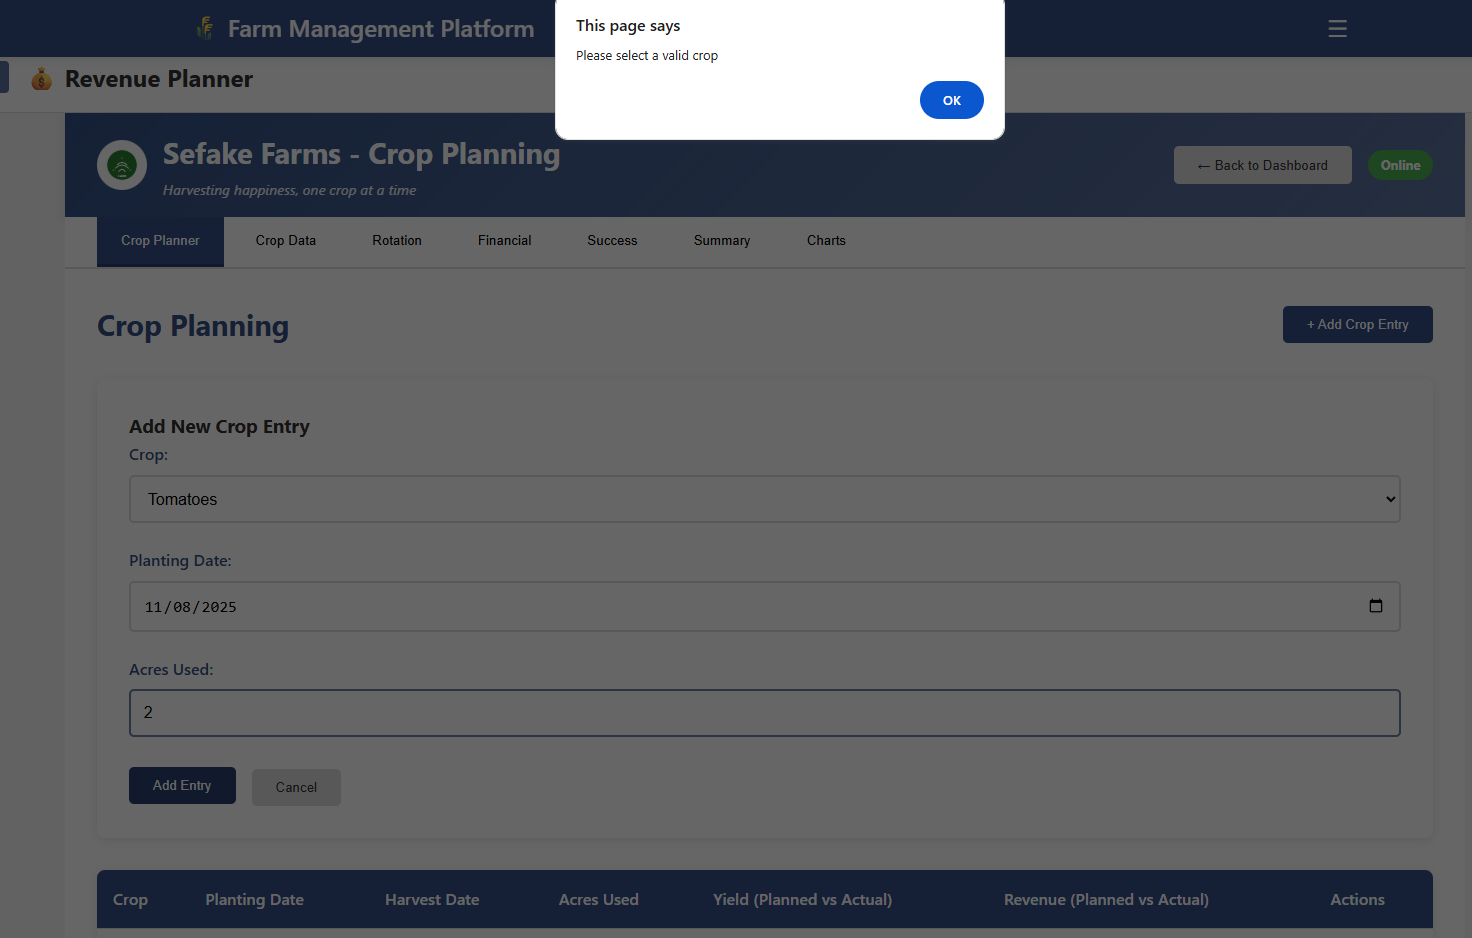 Farm Management Platform
This page says
Please select a valid crop
OK
Revenue Planner
Sefake Farms - Crop Planning
Harvesting happiness, one crop at a time
← Back to Dashboard
Online
Crop Planner
Crop Data
Rotation
Financial
Success
Summary
Charts
Crop Planning
+ Add Crop Entry
Add New Crop Entry
Crop:
Tomatoes
Planting Date:
11/08/2025
Acres Used:
2
Add Entry
Cancel
Crop
Planting Date
Harvest Date
Acres Used
Yield (Planned vs Actual)
Revenue (Planned vs Actual)
Actions